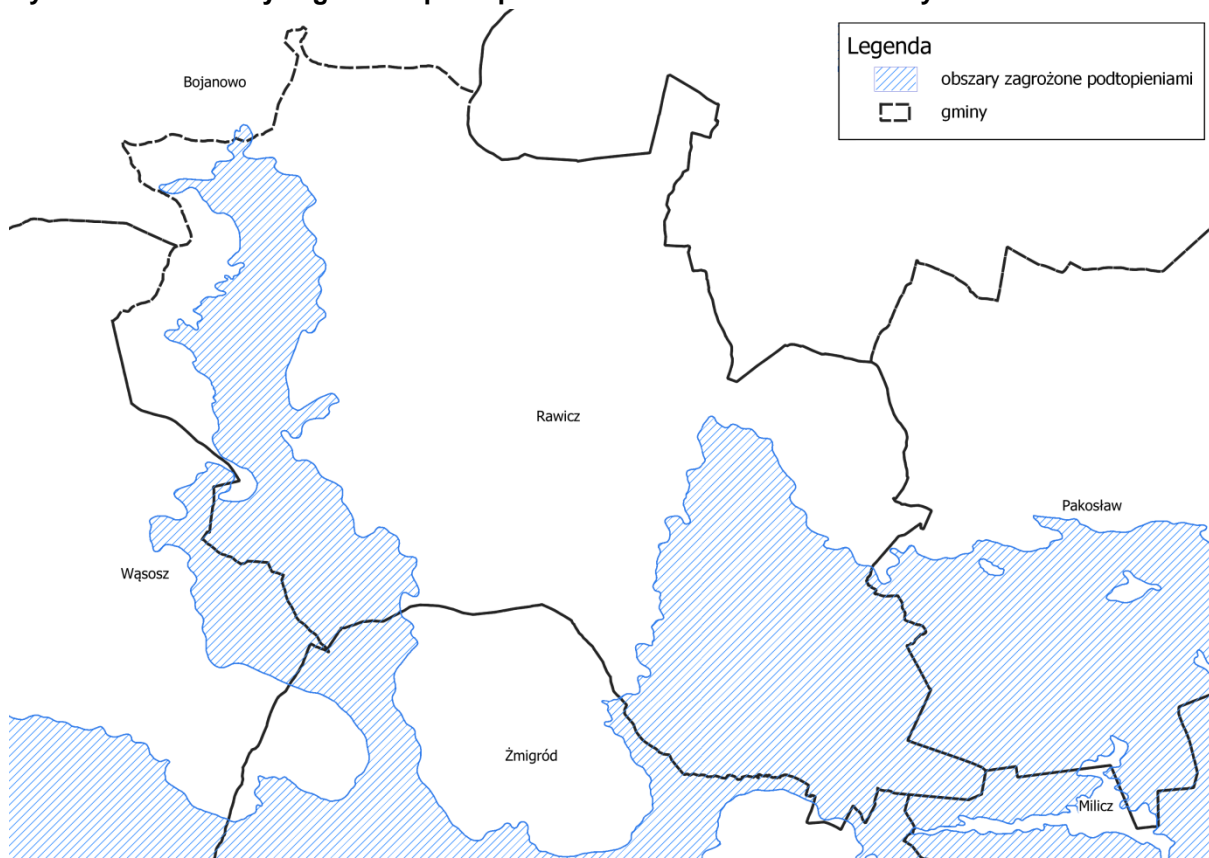 Legenda
obszary zagrożone podtopieniami
gminy
Bojanowo
Rawicz
Pakosław
Wąsosz
Żmigród
Milicz